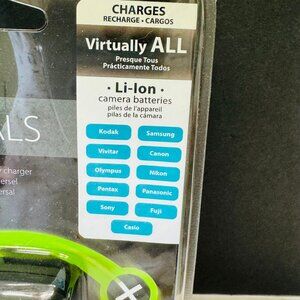 CHARGES
RECHARGE • CARGOS
Virtually ALL
Presque Tous
Prácticamente Todos
• Li-Ion •
camera batteries
piles de l'appareil
pilas de la cámara
Kodak Samsung
Vivitar Canon
Olympus Nikon
Pentax Panasonic
Sony Fuji
Casio
ALS
charger
ersel
ersal